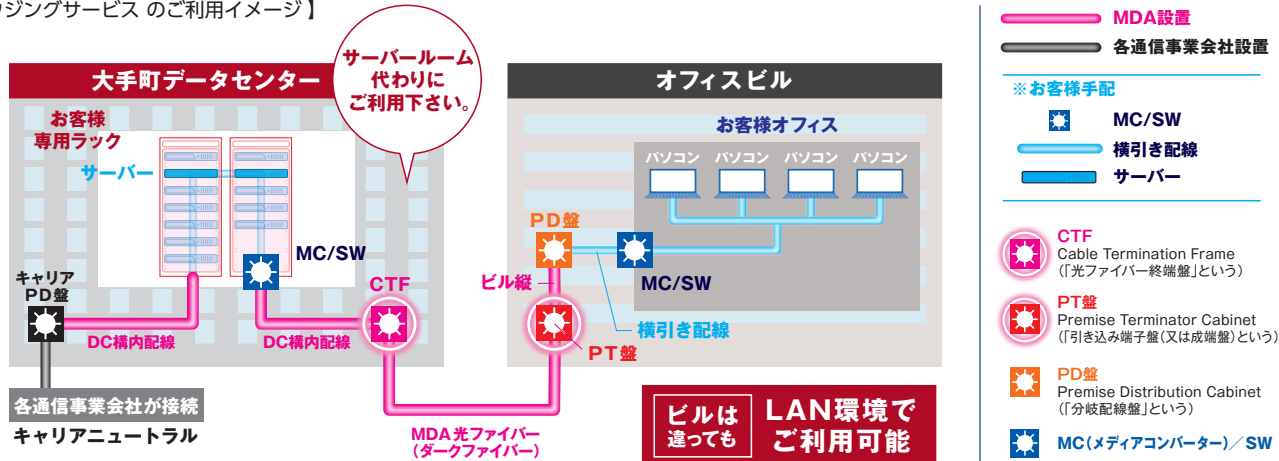 ジングサービス のご利用イメージ】
大手町データセンター
サーバールーム
代わりに
ご利用下さい。
お客様
専用ラック
サーバー
MC/SW
キャリア
PD盤
DC構内配線
DC構内配線
CTF
各通信事業会社が接続
キャリアニュートラル
MDA光ファイバー
（ダークファイバー）
オフィスビル
お客様オフィス
パソコン パソコン パソコン パソコン
PD盤
ビル縦
MC/SW
横引き配線
PT盤
ビルは
違っても
LAN環境で
ご利用可能
MDA設置
各通信事業会社設置
※お客様手配
MC/SW
横引き配線
サーバー
CTF
Cable Termination Frame
（「光ファイバー終端盤」という）
PT盤
Premise Terminator Cabinet
（「引き込み端子盤（又は成端盤）という）
PD盤
Premise Distribution Cabinet
（「分岐配線盤」という）
MC（メディアコンバーター）／SW